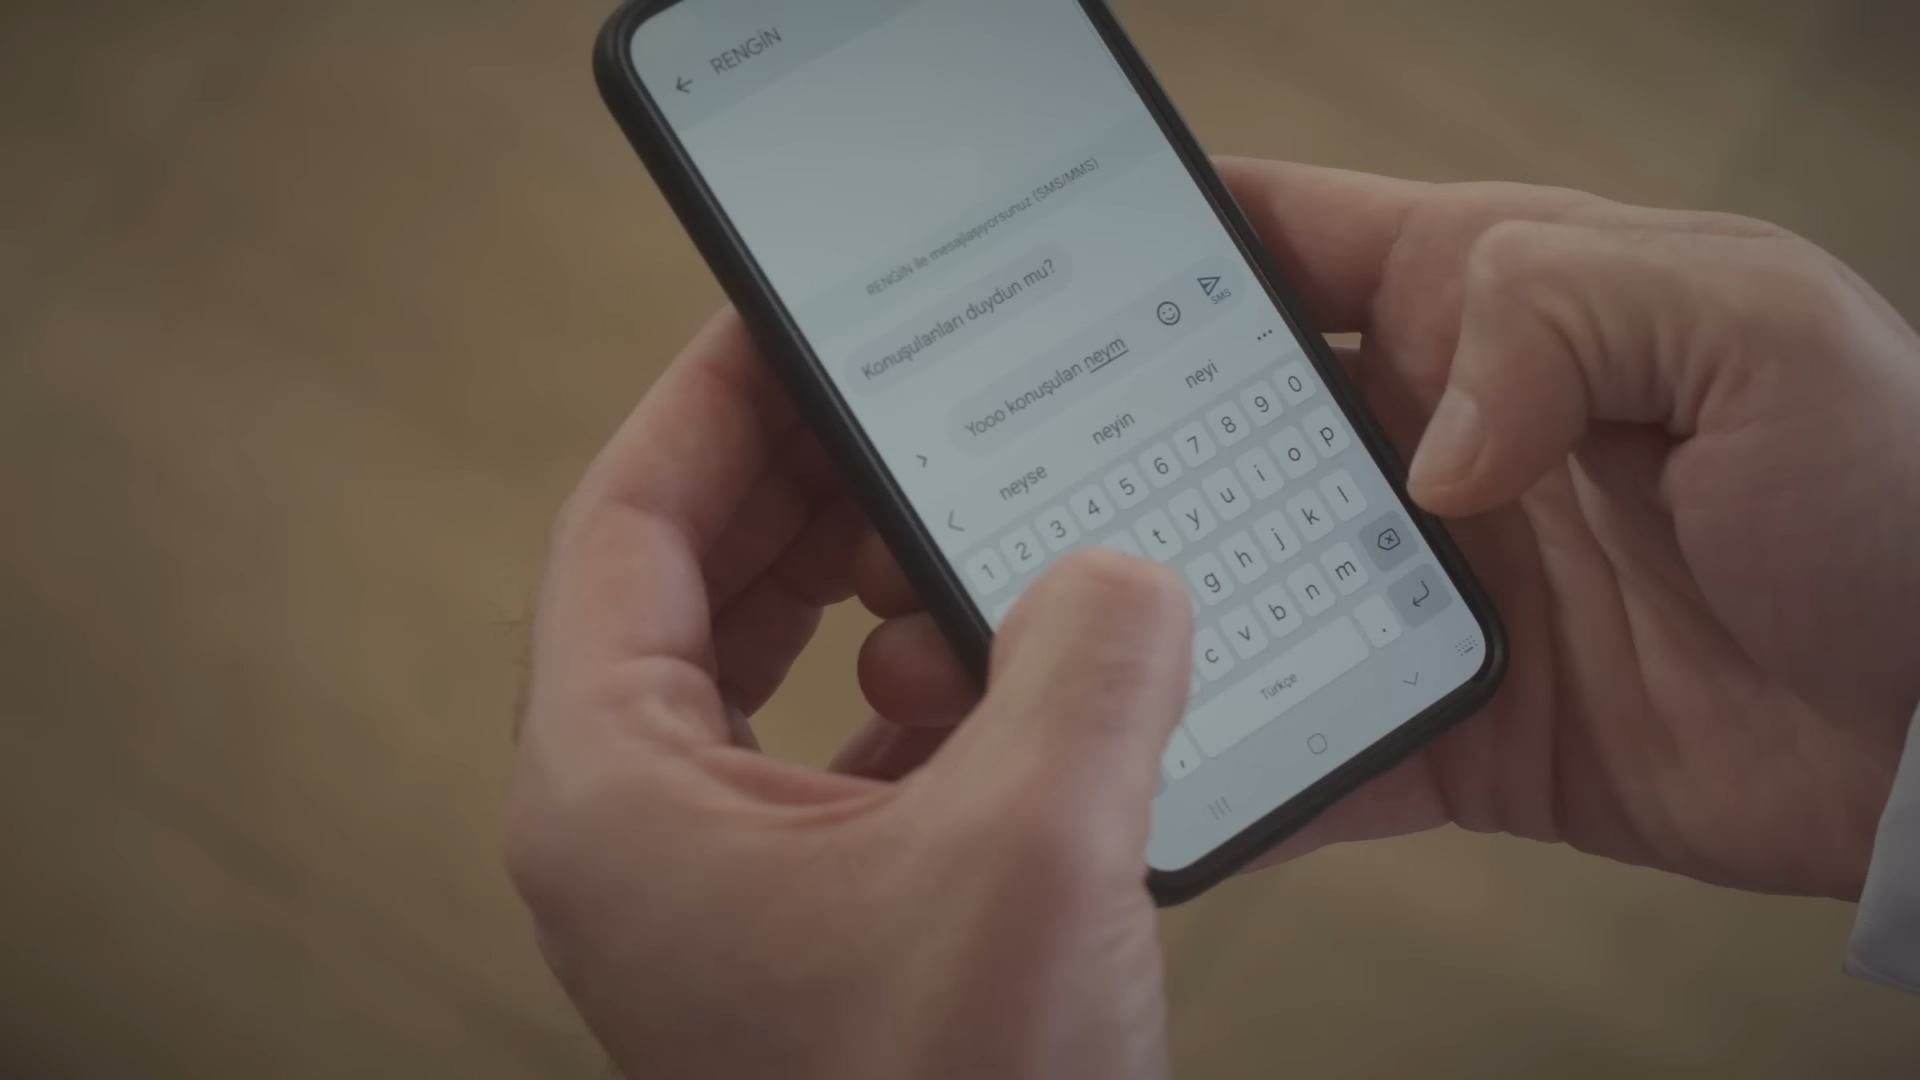 RENGİN
RENGİN ile mesajlaşıyorsunuz (SMS/MMS)
Konuşulanları duydun mu?
Yooo konuşulan neym
SMS
neyse neyin neyi
1 2 3 4 5 6 7 8 9 0
t y u i o p
g h j k l
c v b n m
, Türkçe .